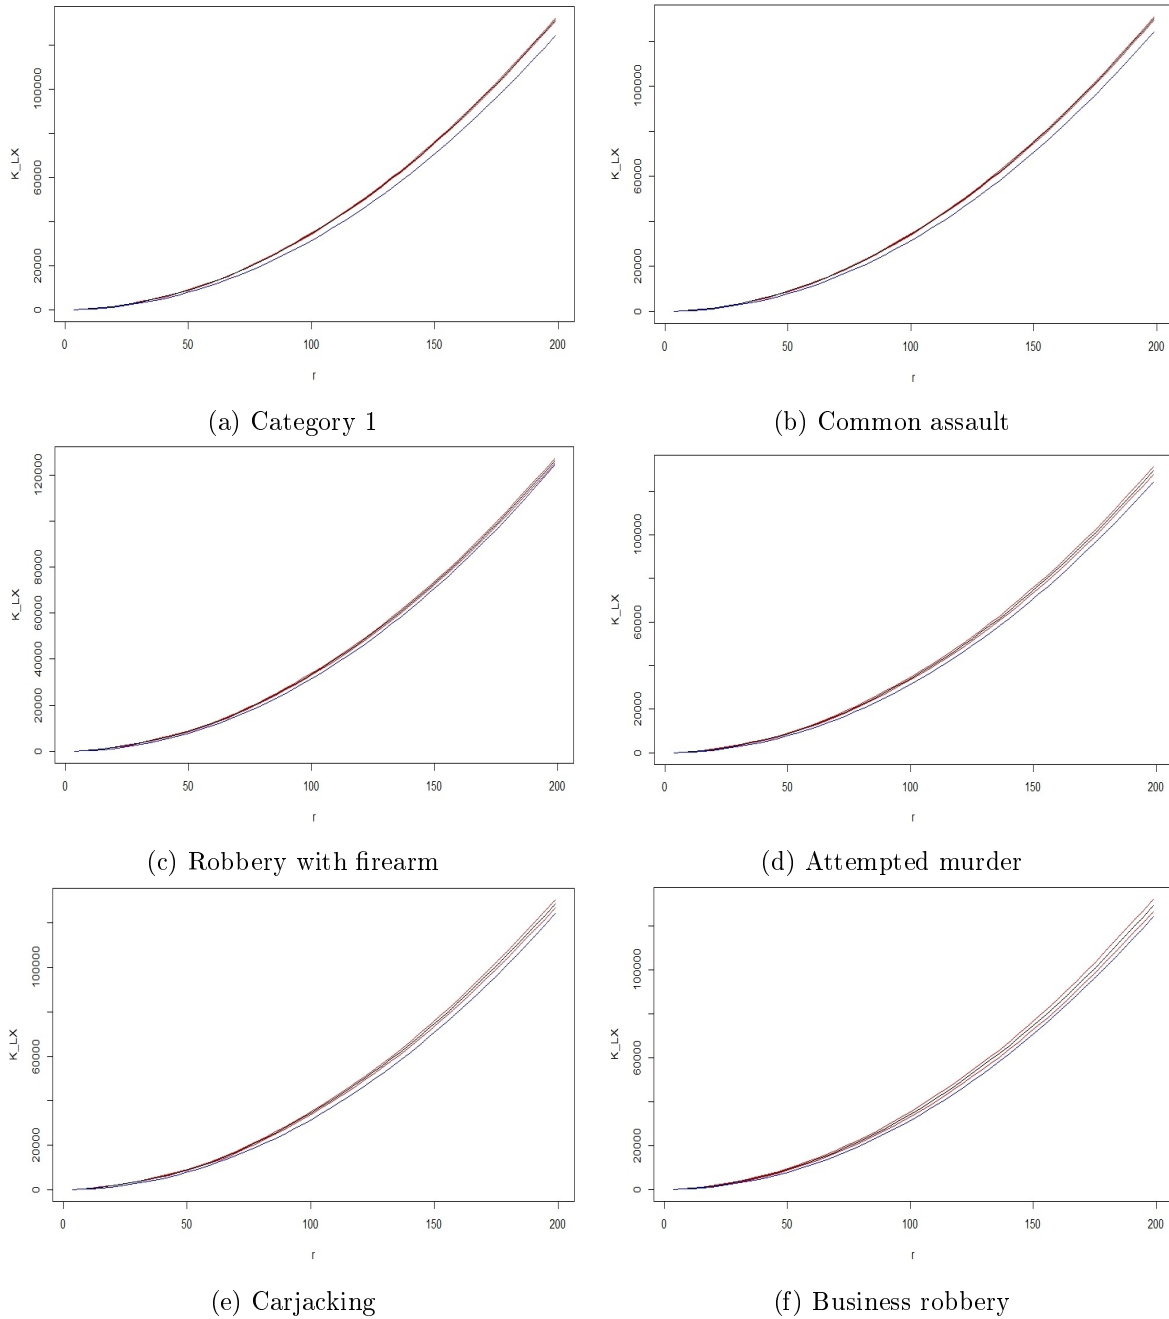 K_LX
0 20000 60000 100000
0 50 100 150 200
r
(a) Category 1
K_LX
0 20000 60000 100000
0 50 100 150 200
r
(b) Common assault
K_LX
0 20000 40000 60000 80000 120000
0 50 100 150 200
r
(c) Robbery with firearm
K_LX
0 20000 60000 100000
0 50 100 150 200
r
(d) Attempted murder
K_LX
0 20000 60000 100000
0 50 100 150 200
r
(e) Carjacking
K_LX
0 20000 60000 100000
0 50 100 150 200
r
(f) Business robbery